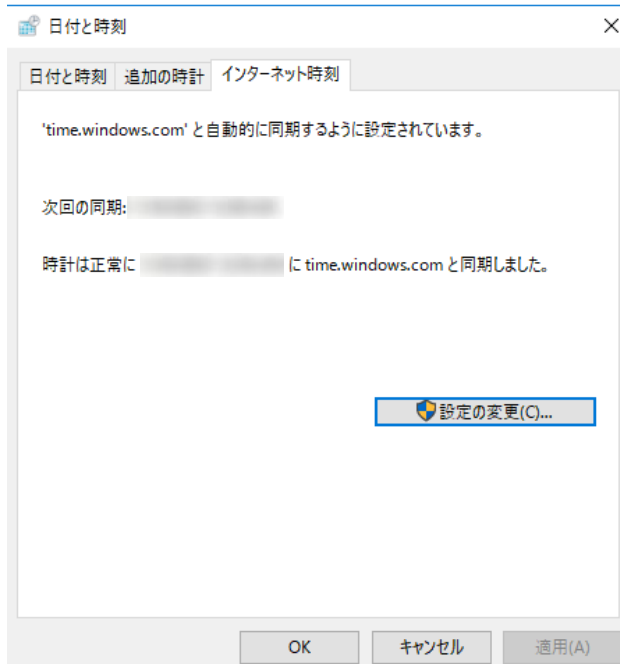 日付と時刻
日付と時刻 追加の時計 インターネット時刻
'time.windows.com' と自動的に同期するように設定されています。
次回の同期:
時計は正常に に time.windows.com と同期しました。
設定の変更(C)...
OK キャンセル 適用(A)